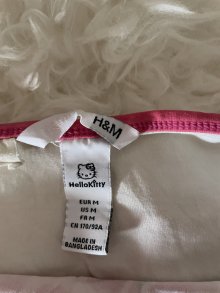 H&M
HelloKitty
EUR M
US M
FR M
CN 170/92A
MADE IN
BANGLADESH